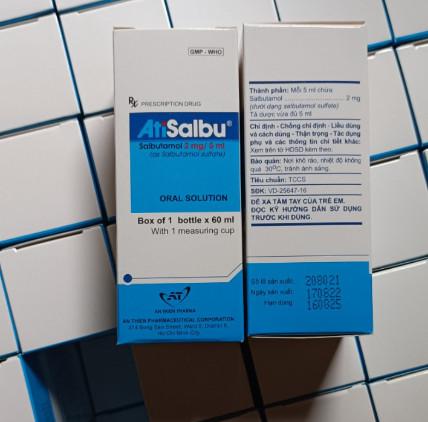 GMP - WHO
Rx PRESCRIPTION DRUG
AtiSalbu®
Salbutamol 2 mg/ 5 ml
(as Salbutamol sulfate)
ORAL SOLUTION
Box of 1 bottle x 60 ml
With 1 measuring cup
AT
AN THIEN PHARMA
AN THIEN PHARMACEUTICAL CORPORATION
Ho Chi Minh City.
Thành phần: Mỗi 5 ml chứa
Salbutamol ........................ 2 mg
(dưới dạng salbutamol sulfate)
Tá dược vừa đủ 5 ml
Chỉ định - Chống chỉ định - Liều dùng
và cách dùng - Thận trọng - Tác dụng
phụ và các thông tin chi tiết khác:
Xem trên tờ HDSD kèm theo.
Bảo quản: Nơi khô ráo, nhiệt độ không
quá 30°C, tránh ánh sáng.
Tiêu chuẩn: TCCS
SĐK: VD-25647-16
ĐỂ XA TẦM TAY CỦA TRẺ EM.
ĐỌC KỸ HƯỚNG DẪN SỬ DỤNG
TRƯỚC KHI DÙNG.
Số lô sản xuất: 208021
Ngày sản xuất: 170822
Hạn dùng: 160825